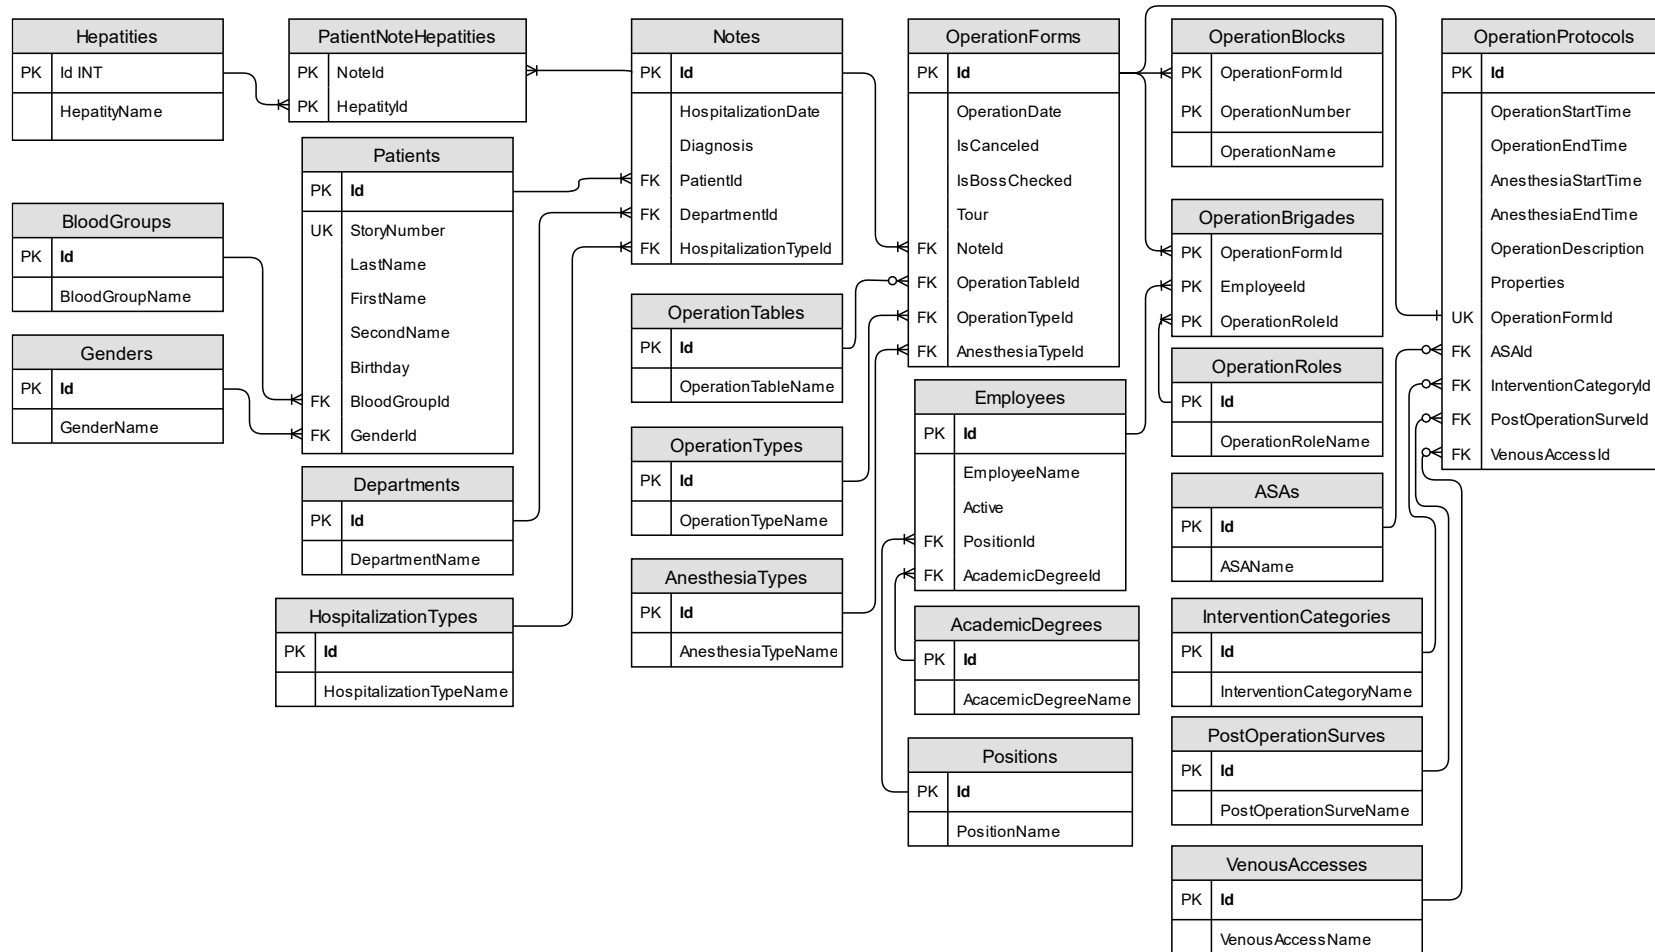 Hepatities
PK Id INT
HepatityName
PatientNoteHepatities
PK NoteId
PK HepatityId
Patients
PK Id
UK StoryNumber
LastName
FirstName
SecondName
Birthday
FK BloodGroupId
FK GenderId
BloodGroups
PK Id
BloodGroupName
Genders
PK Id
GenderName
Departments
PK Id
DepartmentName
HospitalizationTypes
PK Id
HospitalizationTypeName
Notes
PK Id
HospitalizationDate
Diagnosis
FK PatientId
FK DepartmentId
FK HospitalizationTypeId
OperationTables
PK Id
OperationTableName
OperationTypes
PK Id
OperationTypeName
AnesthesiaTypes
PK Id
AnesthesiaTypeName
OperationForms
PK Id
OperationDate
IsCanceled
IsBossChecked
Tour
FK NoteId
FK OperationTableId
FK OperationTypeId
FK AnesthesiaTypeId
Employees
PK Id
EmployeeName
Active
FK PositionId
FK AcademicDegreeId
AcademicDegrees
PK Id
AcacemicDegreeName
Positions
PK Id
PositionName
OperationBlocks
PK OperationFormId
PK OperationNumber
OperationName
OperationBrigades
PK OperationFormId
PK EmployeeId
PK OperationRoleId
OperationRoles
PK Id
OperationRoleName
ASAs
PK Id
ASAName
InterventionCategories
PK Id
InterventionCategoryName
PostOperationSurves
PK Id
PostOperationSurveName
VenousAccesses
PK Id
VenousAccessName
OperationProtocols
PK Id
OperationStartTime
OperationEndTime
AnesthesiaStartTime
AnesthesiaEndTime
OperationDescription
Properties
UK OperationFormId
FK ASAId
FK InterventionCategoryId
FK PostOperationSurveId
FK VenousAccessId